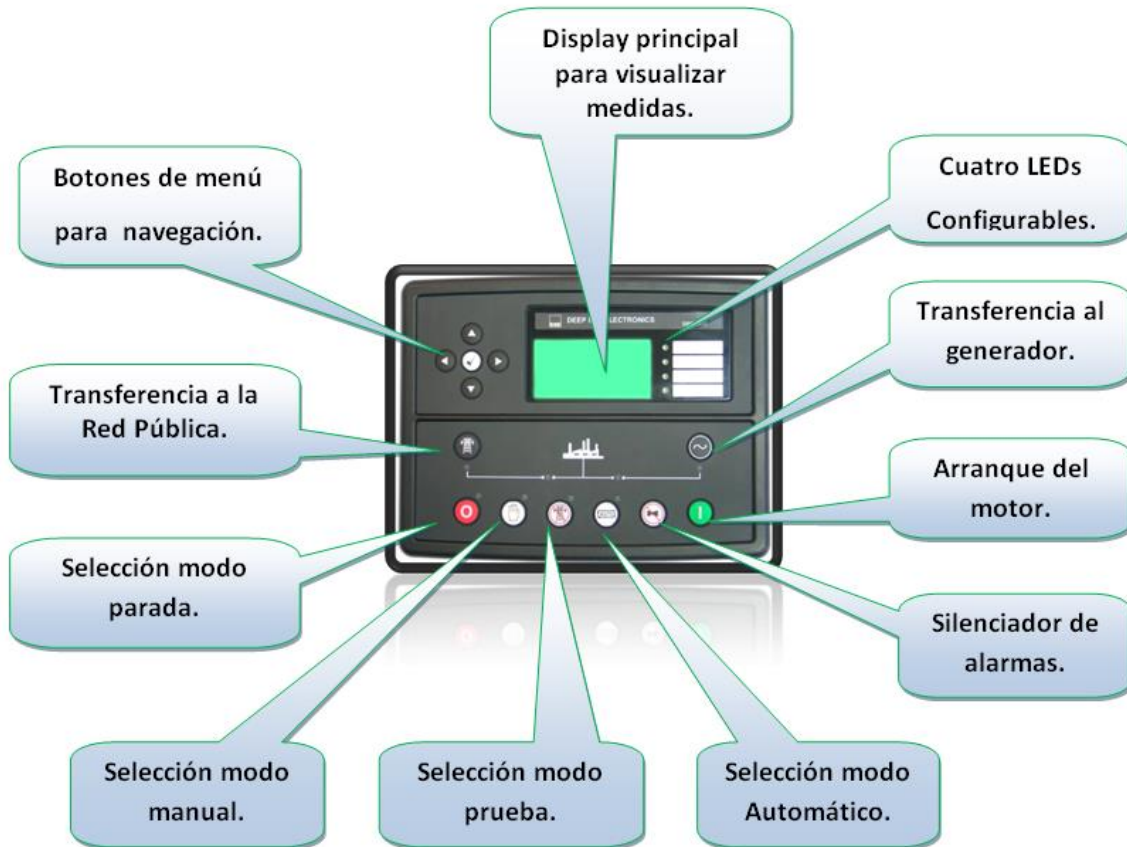 Display principal
para visualizar
medidas.
Botones de menú
para navegación.
Cuatro LEDs
Configurables.
DEEP
ELECTRONICS
Transferencia al
generador.
Transferencia a la
Red Pública.
Arranque del
motor.
Selección modo
parada.
Silenciador de
alarmas.
Selección modo
manual.
Selección modo
prueba.
Selección modo
Automático.
O
I